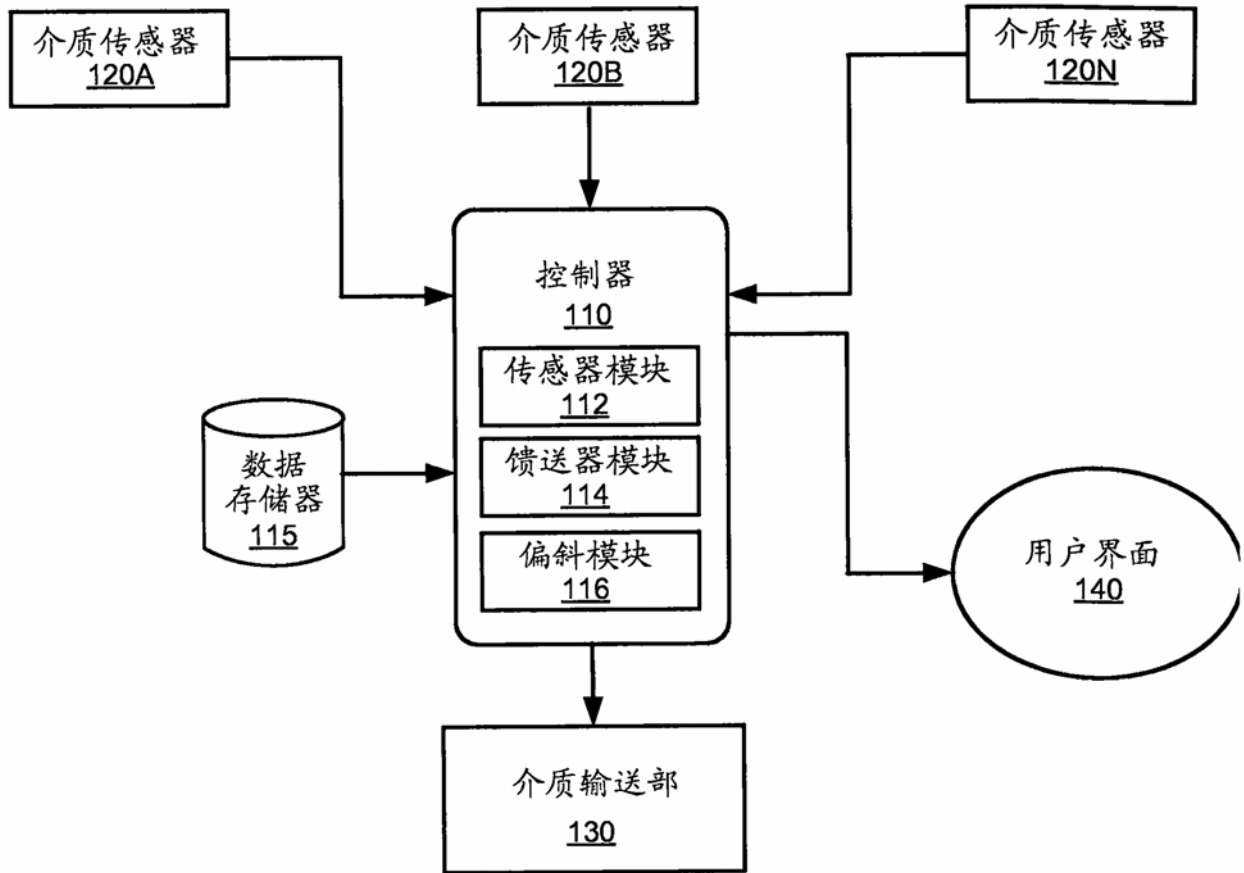 介质传感器
120A
介质传感器
120B
介质传感器
120N
控制器
110
传感器模块
112
馈送器模块
114
偏斜模块
116
数据
存储器
115
用户界面
140
介质输送部
130